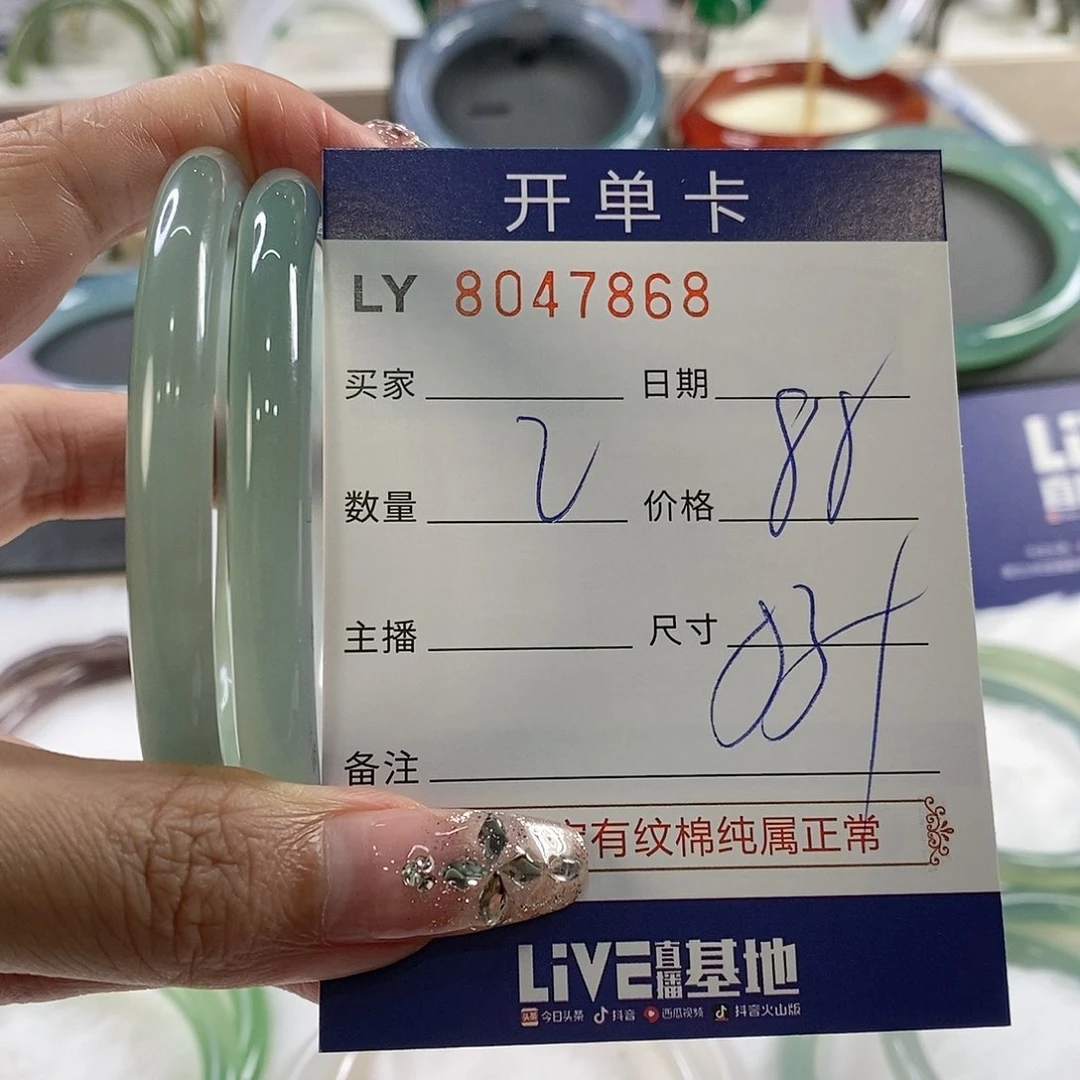 开单卡
LY 8047868
买家 日期
数量 2 价格 88
主播 尺寸
备注
有纹棉纯属正常
LiVE直播基地
今日头条 抖音 西瓜视频 抖音火山版